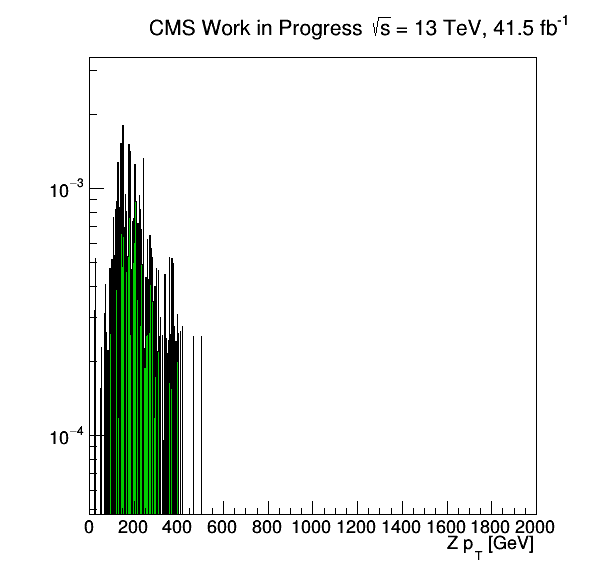 CMS Work in Progress √s = 13 TeV, 41.5 fb⁻¹
10⁻³
10⁻⁴
0 200 400 600 800 1000 1200 1400 1600 1800 2000
Z p_T [GeV]